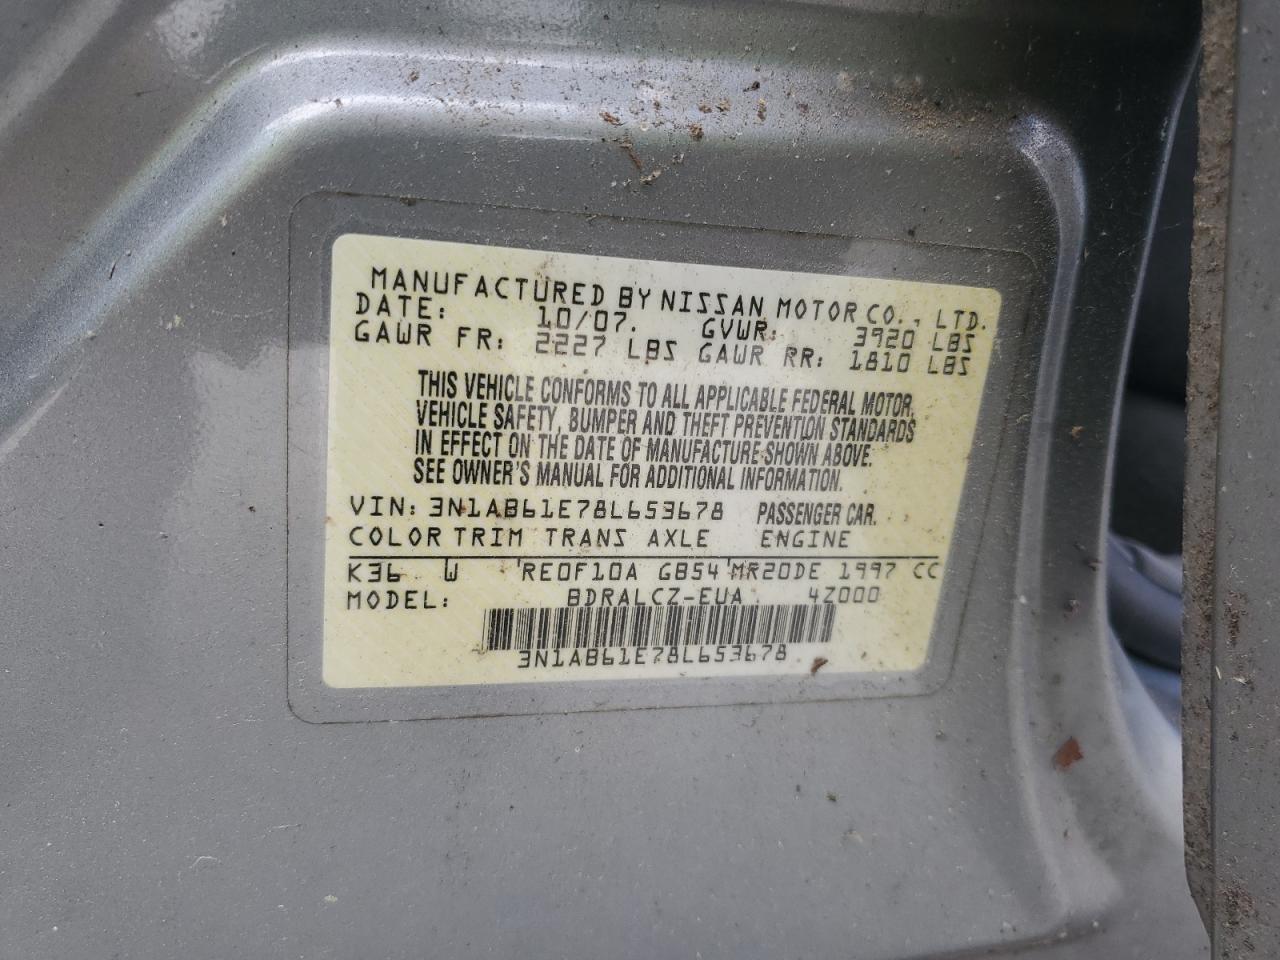 MANUFACTURED BY NISSAN MOTOR CO., LTD.
DATE: 10/07. GVWR: 3920 LBS
GAWR FR: 2227 LBS GAWR RR: 1810 LBS
THIS VEHICLE CONFORMS TO ALL APPLICABLE FEDERAL MOTOR
VEHICLE SAFETY, BUMPER AND THEFT PREVENTION STANDARDS
IN EFFECT ON THE DATE OF MANUFACTURE SHOWN ABOVE.
SEE OWNER'S MANUAL FOR ADDITIONAL INFORMATION.
VIN: 3N1AB61E78L653678 PASSENGER CAR.
COLOR TRIM TRANS AXLE ENGINE
K36 W 'RE0F10A GB54'MR20DE 1997 CC
MODEL: BDRALCZ-EUA 4Z000
3N1AB61E78L653678